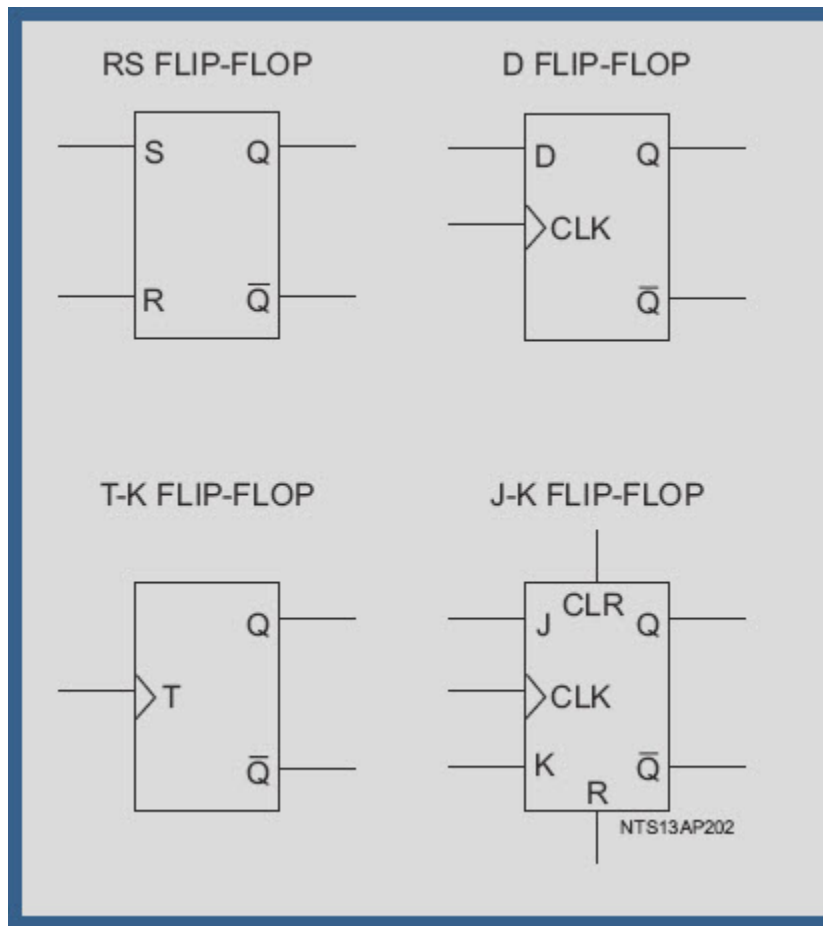 RS FLIP-FLOP
S Q
R Q̅
D FLIP-FLOP
D Q
CLK
Q̅
T-K FLIP-FLOP
Q
T
Q̅
J-K FLIP-FLOP
CLR
J Q
CLK
K Q̅
R
NTS13AP202